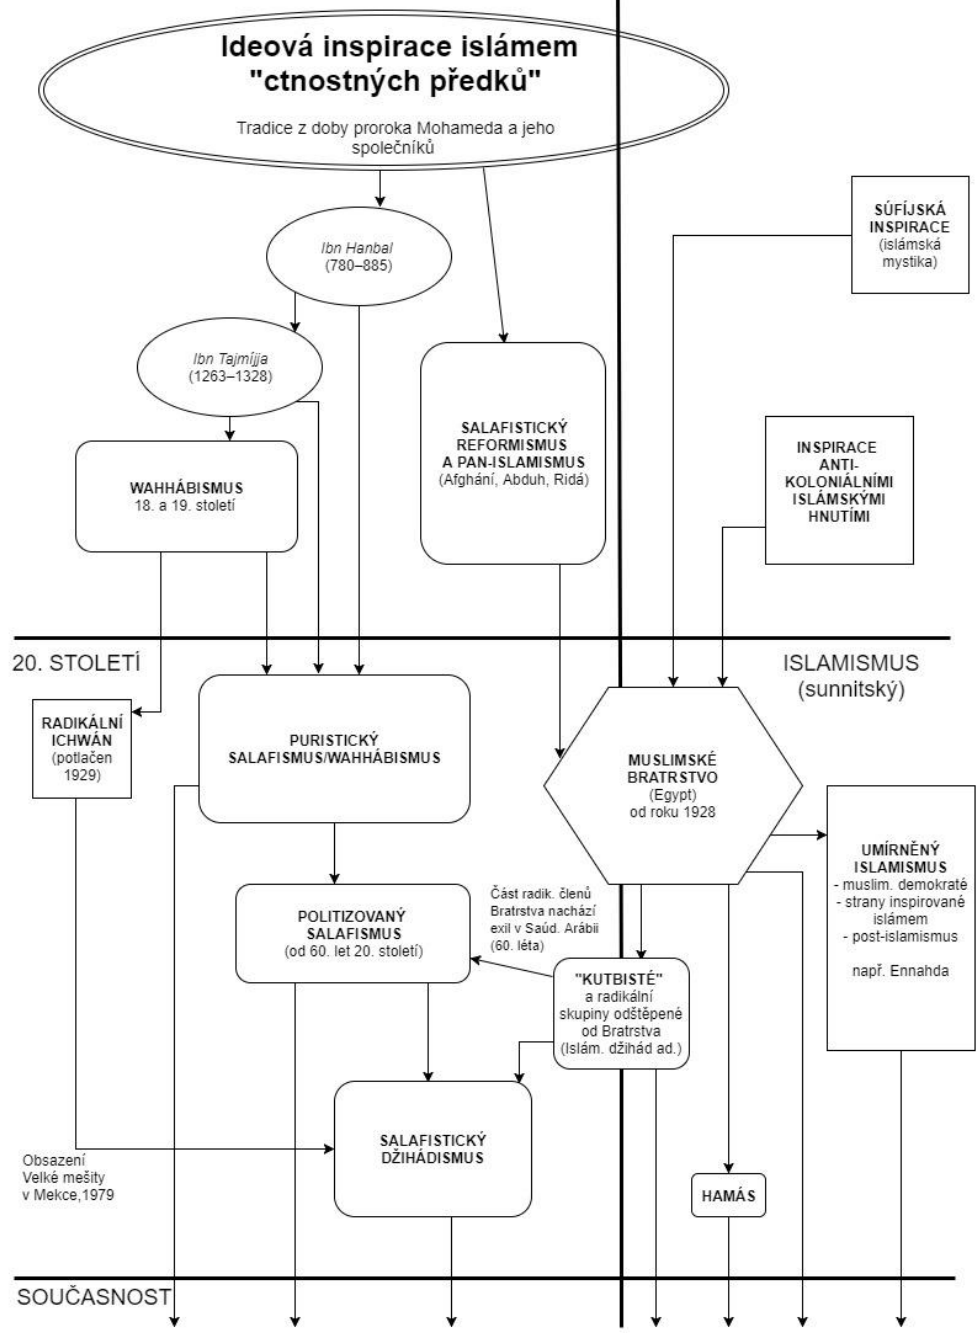 Ideová inspirace islámem
"ctnostných předků"
Tradice z doby proroka Mohameda a jeho
společníků
SÚFÍJSKÁ
INSPIRACE
(islámská
mystika)
Ibn Hanbal
(780–885)
Ibn Tajmíjja
(1263–1328)
SALAFISTICKÝ
REFORMISMUS
A PAN-ISLAMISMUS
(Afghání, Abduh, Ridá)
INSPIRACE
ANTI-
KOLONIÁLNÍMI
ISLÁMSKÝMI
HNUTÍMI
WAHHÁBISMUS
18. a 19. století
20. STOLETÍ
ISLAMISMUS
(sunnitský)
RADIKÁLNÍ
ICHWÁN
(potlačen
1929)
PURISTICKÝ
SALAFISMUS/WAHHÁBISMUS
MUSLIMSKÉ
BRATRSTVO
(Egypt)
od roku 1928
UMÍRNĚNÝ
ISLAMISMUS
- muslim. demokraté
- strany inspirované
islámem
- post-islamismus
např. Ennahda
POLITIZOVANÝ
SALAFISMUS
(od 60. let 20. století)
Část radik. členů
Bratrstva nachází
exil v Saúd. Arábii
(60. léta)
"KUTBISTÉ"
a radikální
skupiny odštěpené
od Bratrstva
(Islám. džihád ad.)
SALAFISTICKÝ
DŽIHÁDISMUS
Obsazení
Velké mešity
v Mekce,1979
HAMÁS
SOUČASNOST